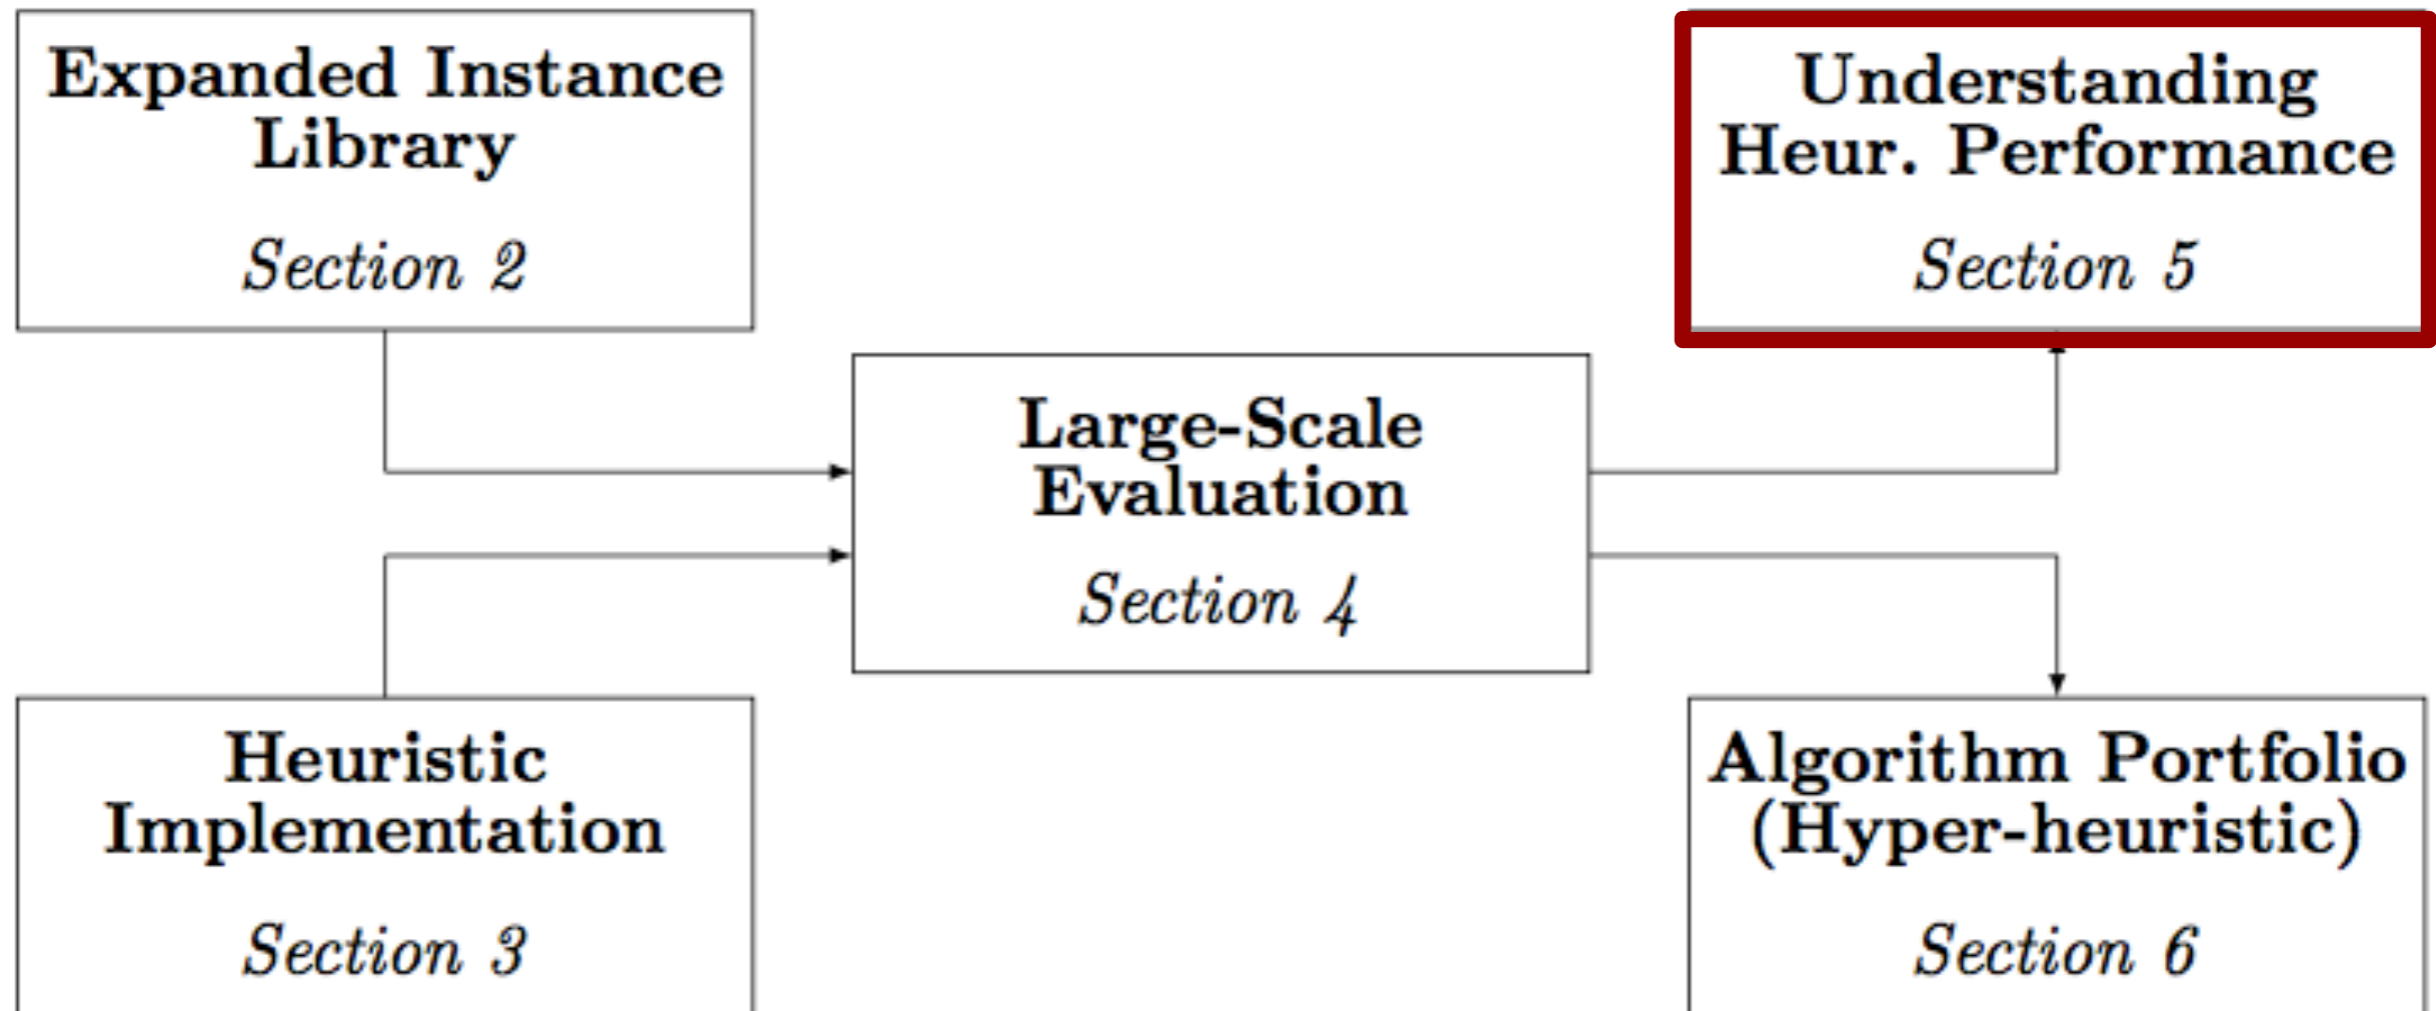 Expanded Instance
Library
Section 2
Understanding
Heur. Performance
Section 5
Large-Scale
Evaluation
Section 4
Heuristic
Implementation
Section 3
Algorithm Portfolio
(Hyper-heuristic)
Section 6